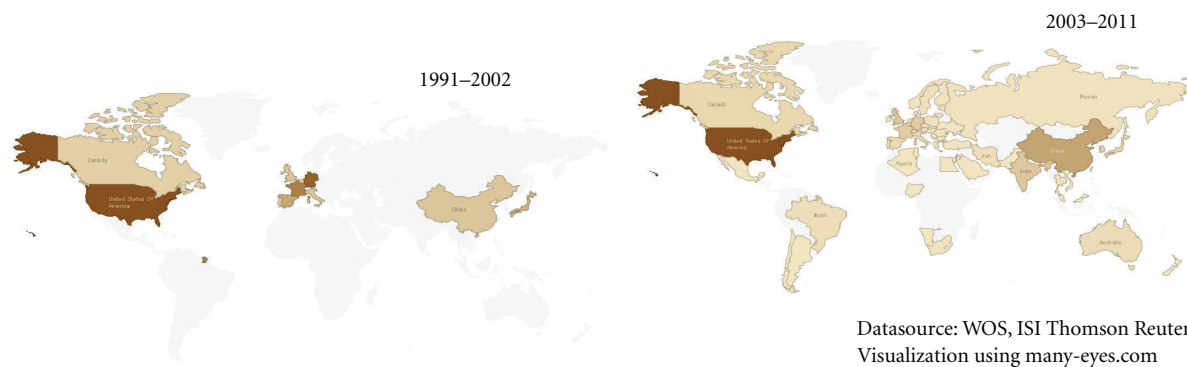 1991–2002
Canada
United States Of
America
China
2003–2011
Canada
United States Of
America
Brazil
Algeria
Russia
Iran
India
China
Australia
Datasource: WOS, ISI Thomson Reuter
Visualization using many-eyes.com